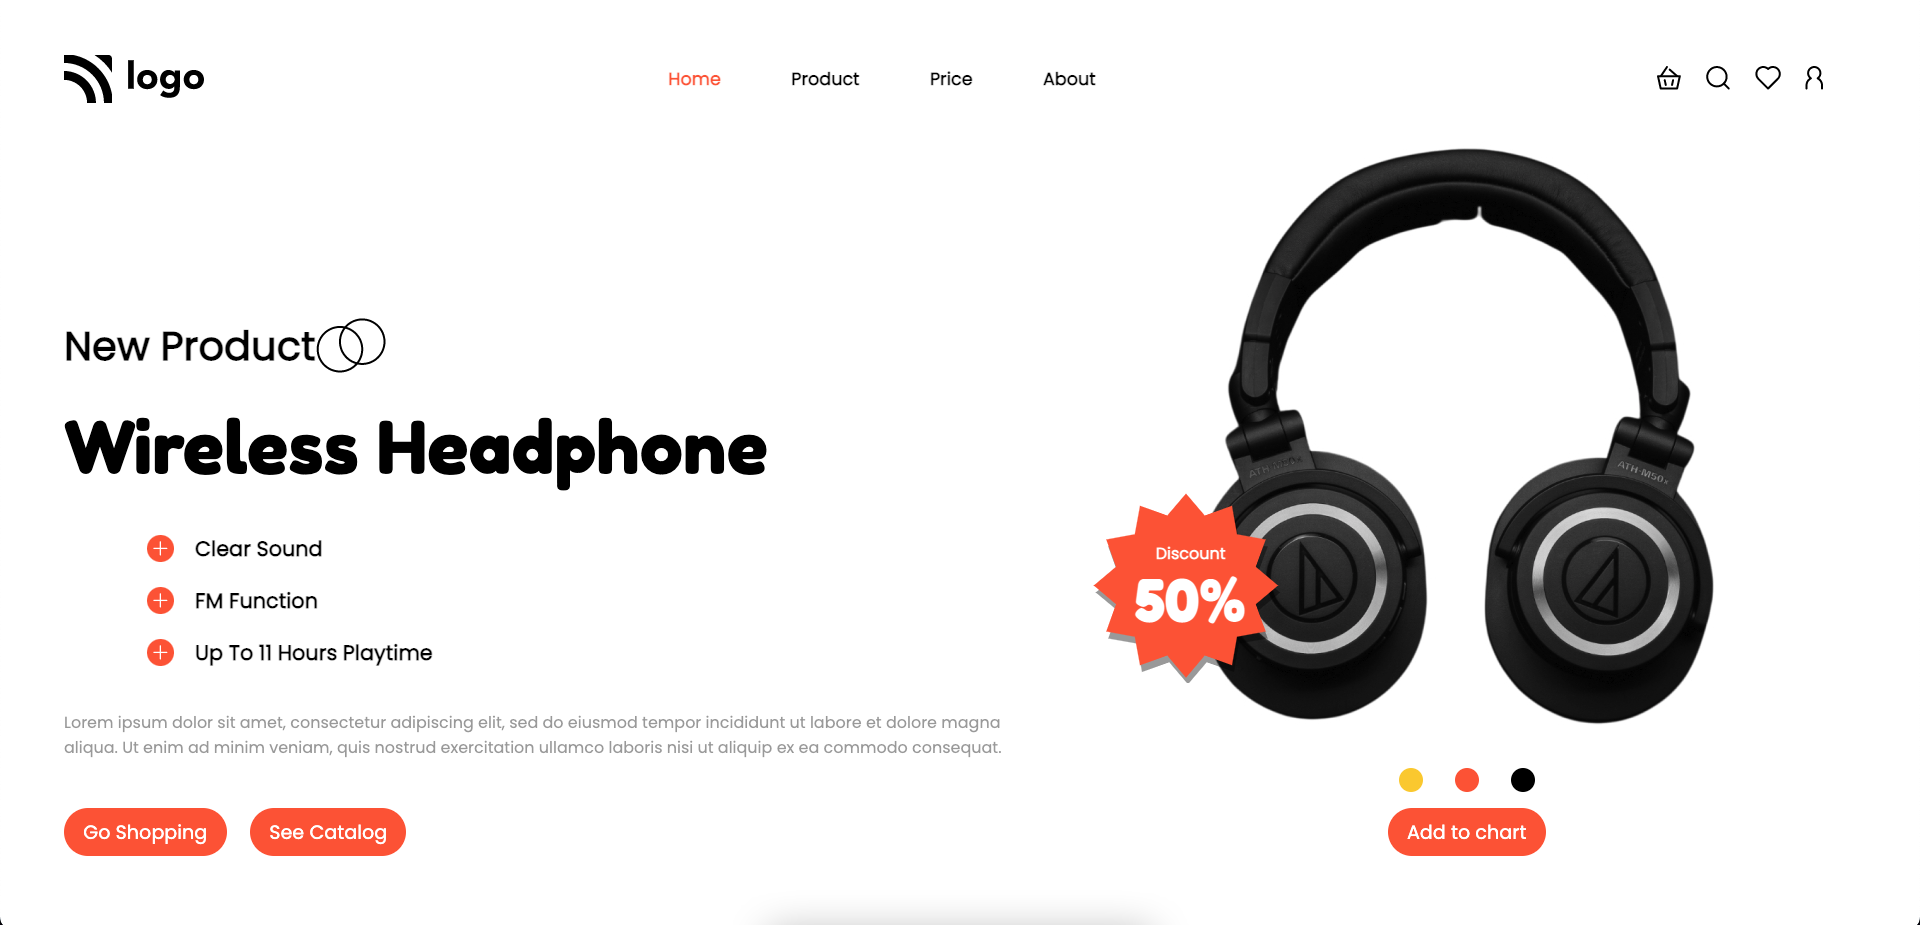 logo
Home
Product
Price
About
New Product
Wireless Headphone
Clear Sound
FM Function
Up To 11 Hours Playtime
Lorem ipsum dolor sit amet, consectetur adipiscing elit, sed do eiusmod tempor incididunt ut labore et dolore magna
aliqua. Ut enim ad minim veniam, quis nostrud exercitation ullamco laboris nisi ut aliquip ex ea commodo consequat.
Go Shopping
See Catalog
ATH-M50x
ATH-M50x
Discount
50%
Add to chart